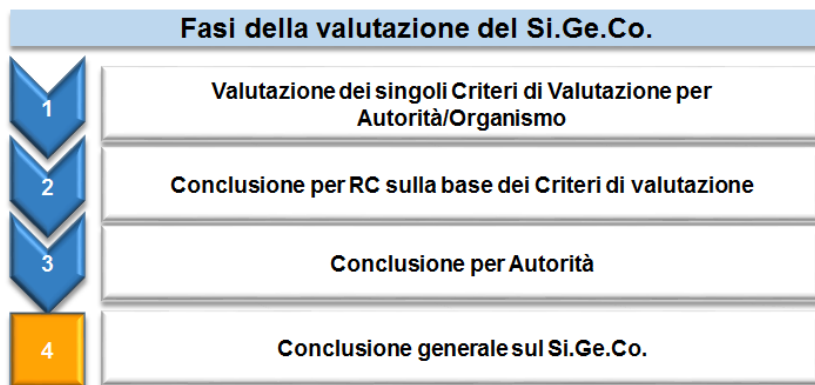 Fasi della valutazione del Si.Ge.Co.
1
Valutazione dei singoli Criteri di Valutazione per
Autorità/Organismo
2
Conclusione per RC sulla base dei Criteri di valutazione
3
Conclusione per Autorità
4
Conclusione generale sul Si.Ge.Co.